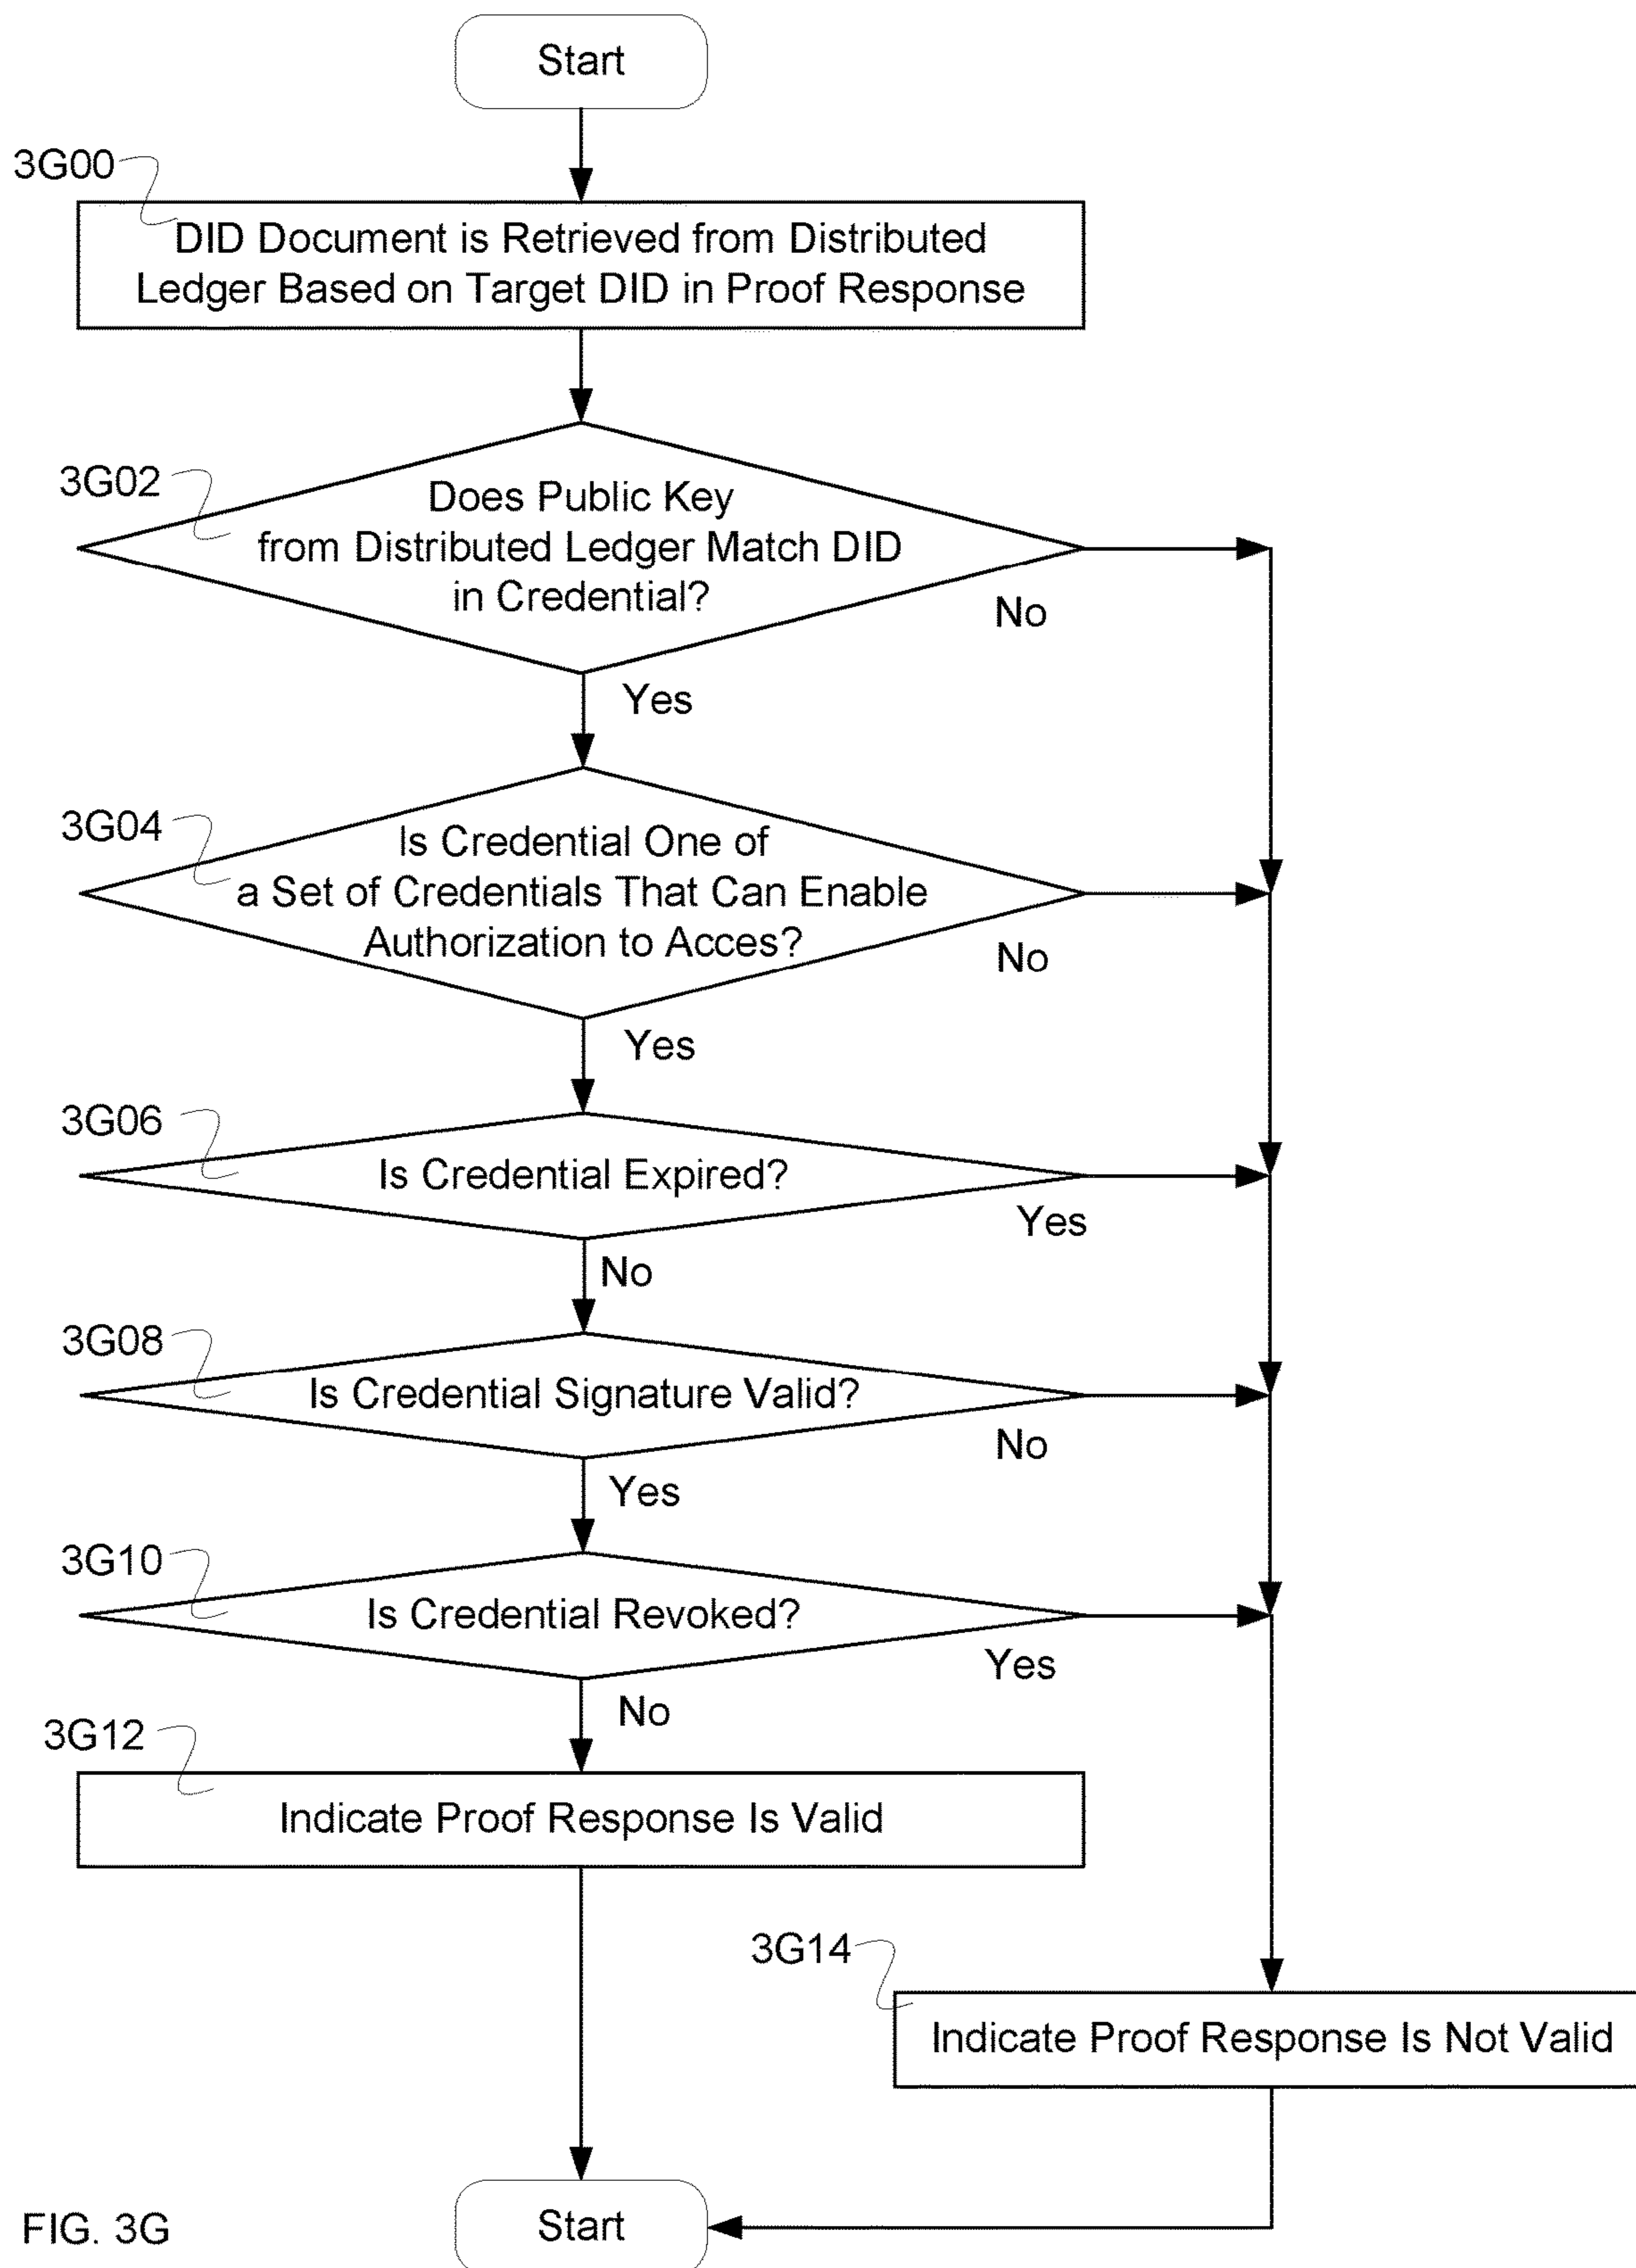 Start
3G00
DID Document is Retrieved from Distributed
Ledger Based on Target DID in Proof Response
3G02
Does Public Key
from Distributed Ledger Match DID
in Credential?
No
Yes
3G04
Is Credential One of
a Set of Credentials That Can Enable
Authorization to Acces?
No
Yes
3G06
Is Credential Expired?
Yes
No
3G08
Is Credential Signature Valid?
No
Yes
3G10
Is Credential Revoked?
Yes
No
3G12
Indicate Proof Response Is Valid
3G14
Indicate Proof Response Is Not Valid
Start
FIG. 3G